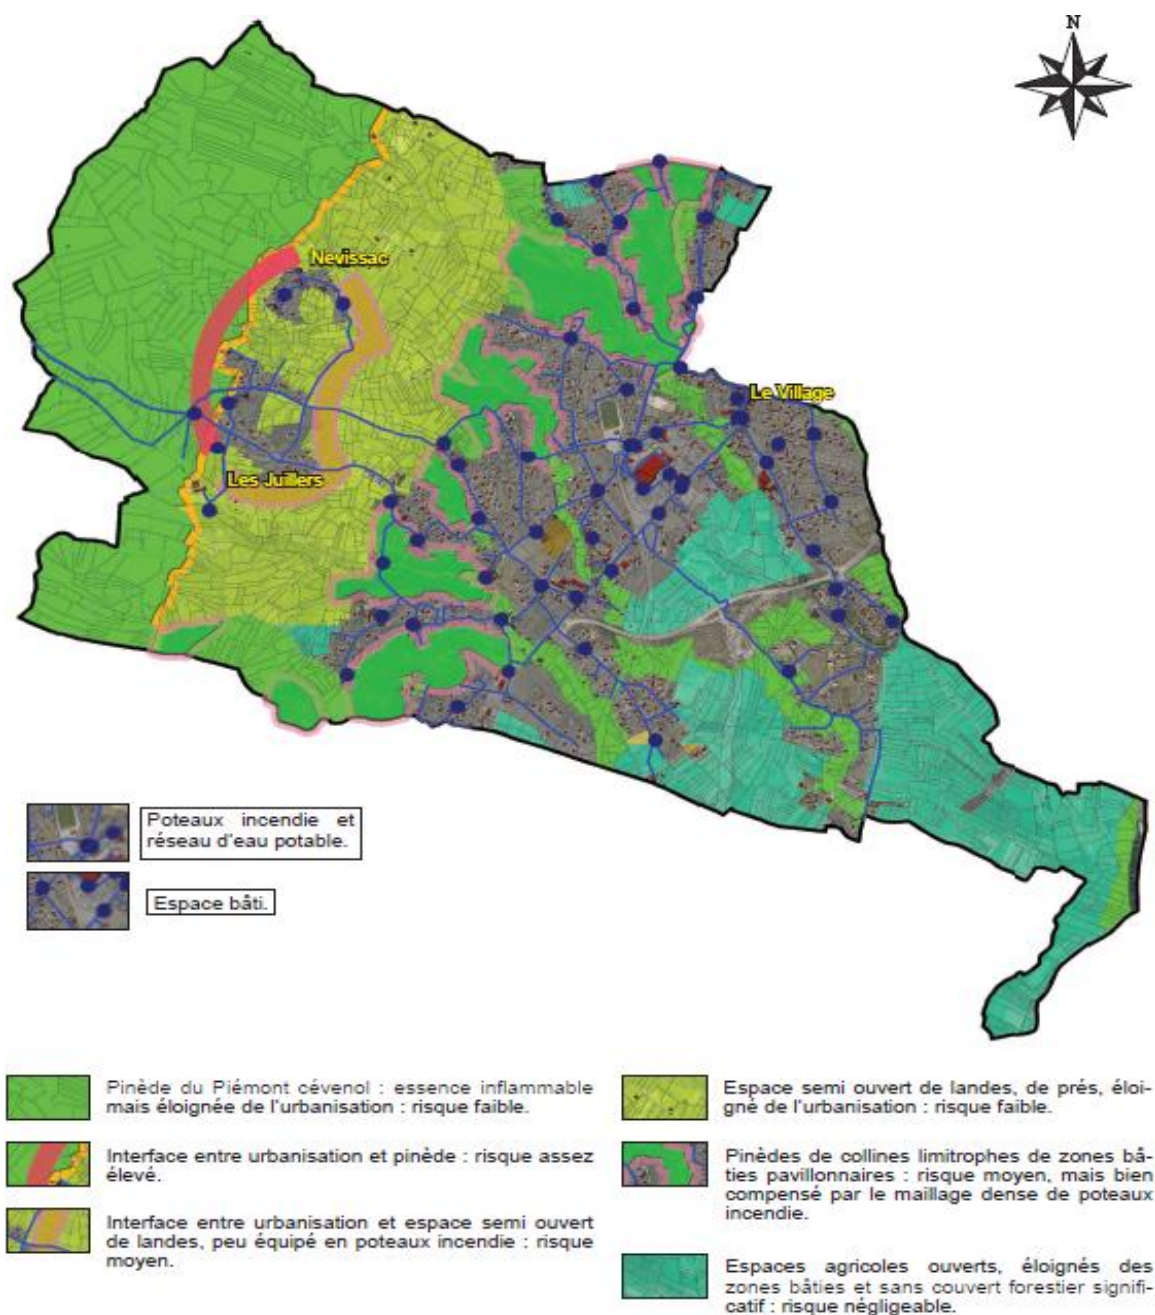 N
Nevissac
Le Village
Les Juillers
Poteaux incendie et
réseau d'eau potable.
Espace bâti.
Pinède du Piémont cévenol : essence inflammable
mais éloignée de l'urbanisation : risque faible.
Interface entre urbanisation et pinède : risque assez
élevé.
Interface entre urbanisation et espace semi ouvert
de landes, peu équipé en poteaux incendie : risque
moyen.
Espace semi ouvert de landes, de prés, éloi-
gné de l'urbanisation : risque faible.
Pinèdes de collines limitrophes de zones bâ-
ties pavillonnaires : risque moyen, mais bien
compensé par le maillage dense de poteaux
incendie.
Espaces agricoles ouverts, éloignés des
zones bâties et sans couvert forestier signifi-
catif : risque négligeable.